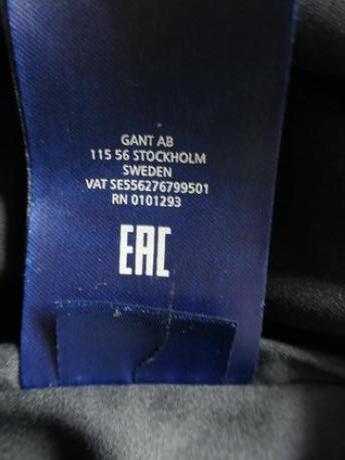 GANT AB
115 56 STOCKHOLM
SWEDEN
VAT SE556276799501
RN 0101293
EAC